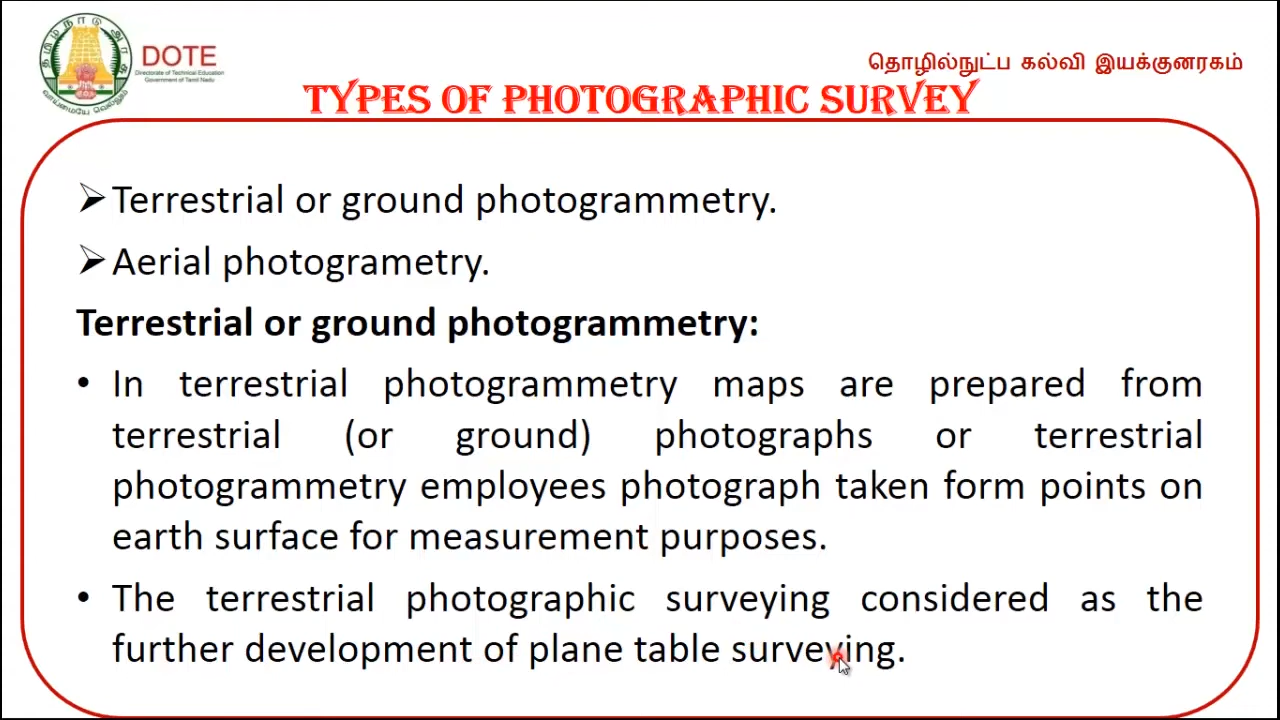 DOTE
Directorate of Technical Education
Government of Tamil Nadu
தொழில்நுட்ப கல்வி இயக்குனரகம்
TYPES OF PHOTOGRAPHIC SURVEY
➢ Terrestrial or ground photogrammetry.
➢ Aerial photogrametry.
Terrestrial or ground photogrammetry:
• In terrestrial photogrammetry maps are prepared from
terrestrial (or ground) photographs or terrestrial
photogrammetry employees photograph taken form points on
earth surface for measurement purposes.
• The terrestrial photographic surveying considered as the
further development of plane table surveying.